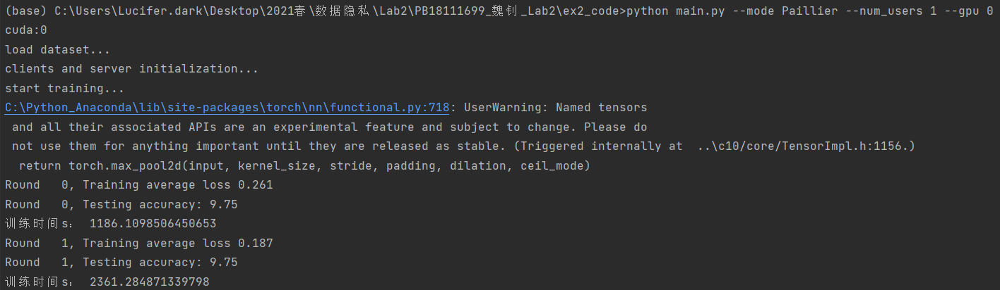 (base) C:\Users\Lucifer.dark\Desktop\2021春\数据隐私\Lab2\PB18111699_魏钊_Lab2\ex2_code>python main.py --mode Paillier --num_users 1 --gpu 0
cuda:0
load dataset...
clients and server initialization...
start training...
C:\Python_Anaconda\lib\site-packages\torch\nn\functional.py:718: UserWarning: Named tensors
and all their associated APIs are an experimental feature and subject to change. Please do
not use them for anything important until they are released as stable. (Triggered internally at  ..\c10/core/TensorImpl.h:1156.)
return torch.max_pool2d(input, kernel_size, stride, padding, dilation, ceil_mode)
Round   0, Training average loss 0.261
Round   0, Testing accuracy: 9.75
训练时间s： 1186.1098506450653
Round   1, Training average loss 0.187
Round   1, Testing accuracy: 9.75
训练时间s： 2361.284871339798